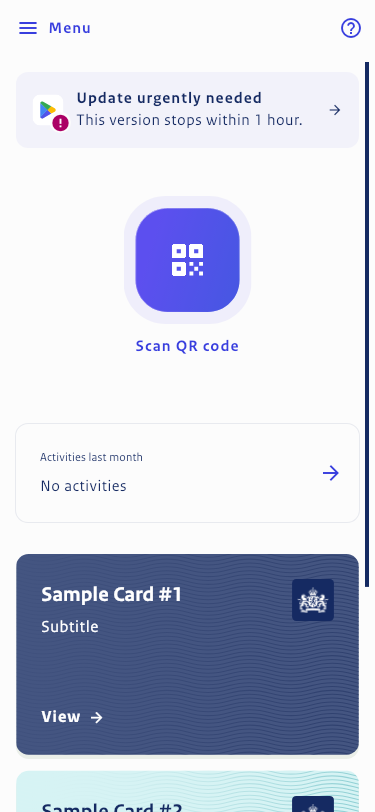 Menu
Update urgently needed
This version stops within 1 hour.
Scan QR code
Activities last month
No activities
Sample Card #1
Subtitle
View
Sample Card #2